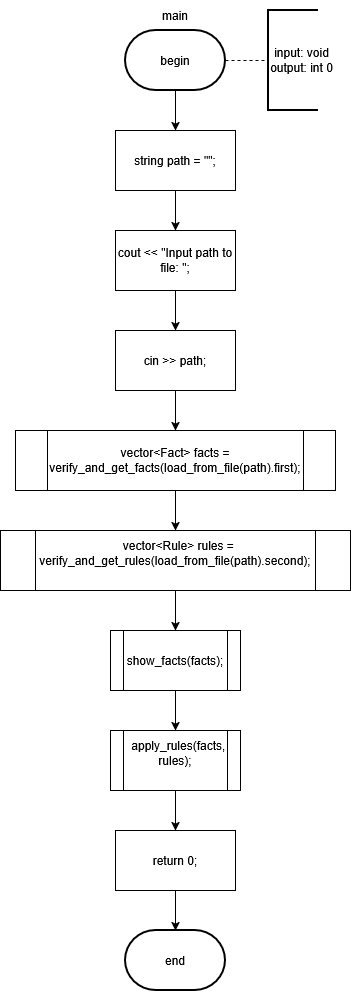 main
begin
input: void
output: int 0
string path = "";
cout << "Input path to
file: ";
cin >> path;
vector<Fact> facts =
verify_and_get_facts(load_from_file(path).first);
vector<Rule> rules =
verify_and_get_rules(load_from_file(path).second);
show_facts(facts);
apply_rules(facts,
rules);
return 0;
end